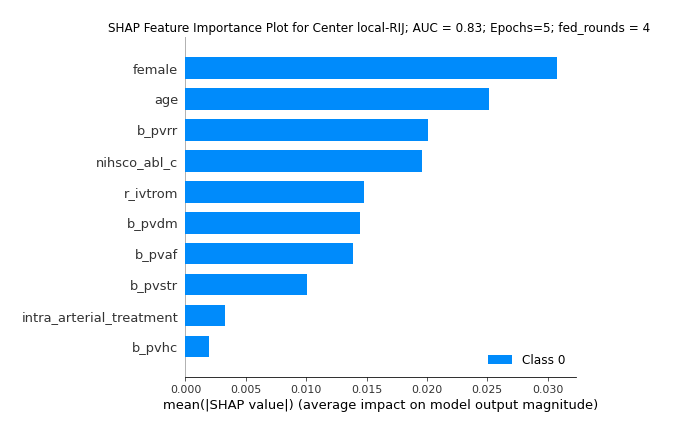 SHAP Feature Importance Plot for Center local-RIJ; AUC = 0.83; Epochs=5; fed_rounds = 4
female
age
b_pvrr
nihsco_abl_c
r_ivtrom
b_pvdm
b_pvaf
b_pvstr
intra_arterial_treatment
b_pvhc
Class 0
0.000 0.005 0.010 0.015 0.020 0.025 0.030
mean(|SHAP value|) (average impact on model output magnitude)